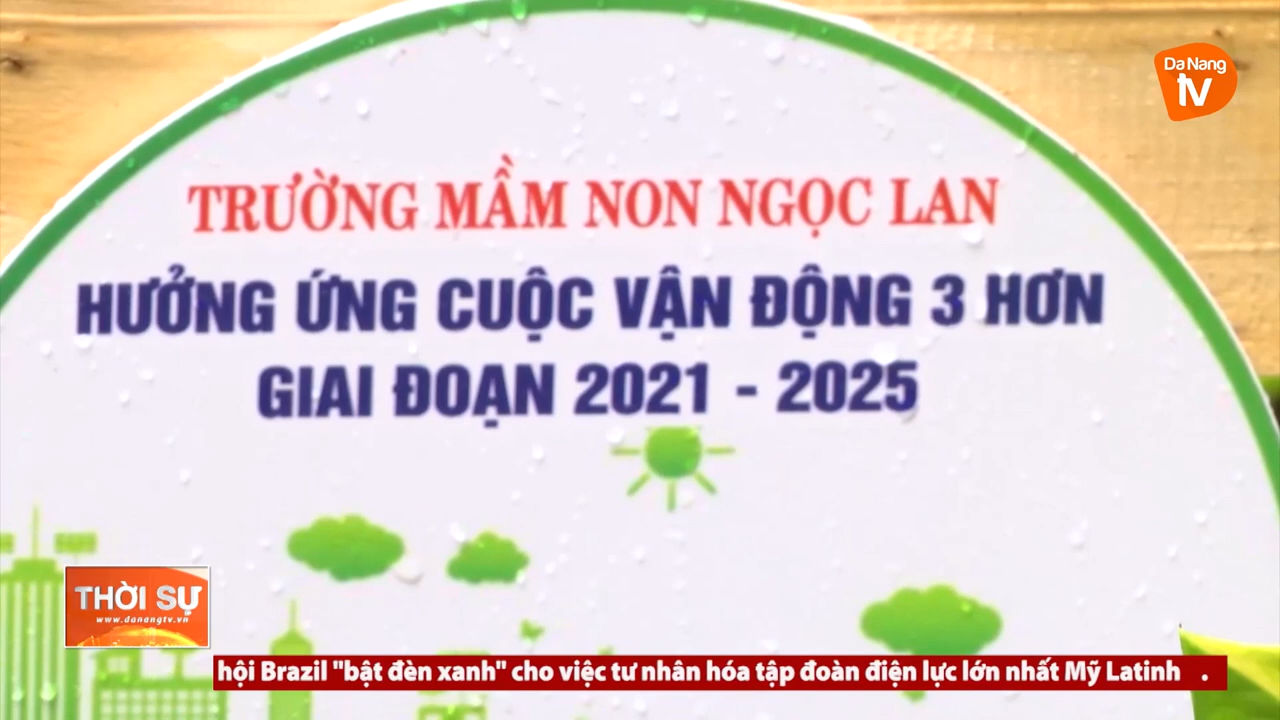 Da Nang
tv
TRƯỜNG MẦM NON NGỌC LAN
HƯỞNG ỨNG CUỘC VẬN ĐỘNG 3 HƠN
GIAI ĐOẠN 2021 - 2025
THỜI SỰ
www.danangtv.vn
hội Brazil "bật đèn xanh" cho việc tư nhân hóa tập đoàn điện lực lớn nhất Mỹ Latinh .